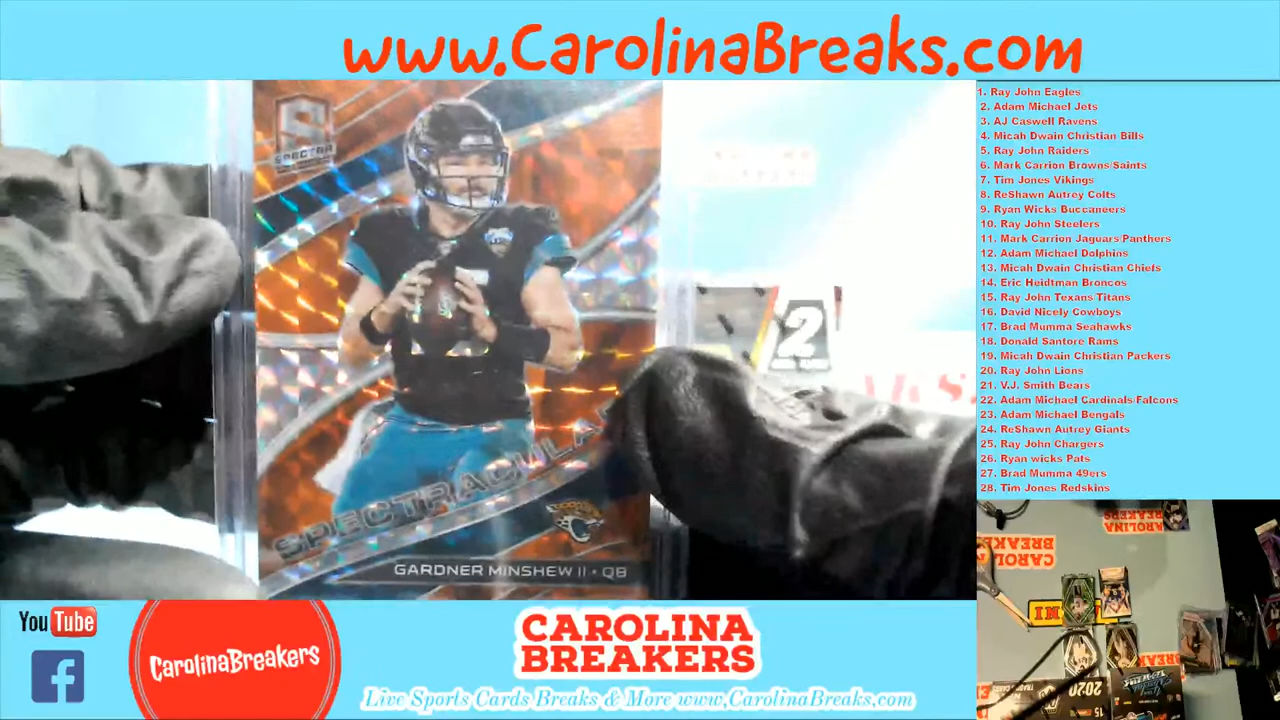 www.CarolinaBreaks.com
SPECTRA
SPECTRACULAR
GARDNER MINSHEW II • QB
2
1. Ray John Eagles
2. Adam Michael Jets
3. AJ Caswell Ravens
4. Micah Dwain Christian Bills
5. Ray John Raiders
6. Mark Carrion Browns/Saints
7. Tim Jones Vikings
8. ReShawn Autrey Colts
9. Ryan Wicks Buccaneers
10. Ray John Steelers
11. Mark Carrion Jaguars/Panthers
12. Adam Michael Dolphins
13. Micah Dwain Christian Chiefs
14. Eric Heidtman Broncos
15. Ray John Texans Titans
16. David Nicely Cowboys
17. Brad Mumma Seahawks
18. Donald Santore Rams
19. Micah Dwain Christian Packers
20. Ray John Lions
21. V.J. Smith Bears
22. Adam Michael Cardinals/Falcons
23. Adam Michael Bengals
24. ReShawn Autrey Giants
25. Ray John Chargers
26. Ryan wicks Pats
27. Brad Mumma 49ers
28. Tim Jones Redskins
CAROLINA
BREAKERS
2020
15
YouTube
CarolinaBreakers
CAROLINA
BREAKERS
Live Sports Cards Breaks & More www.CarolinaBreaks.com